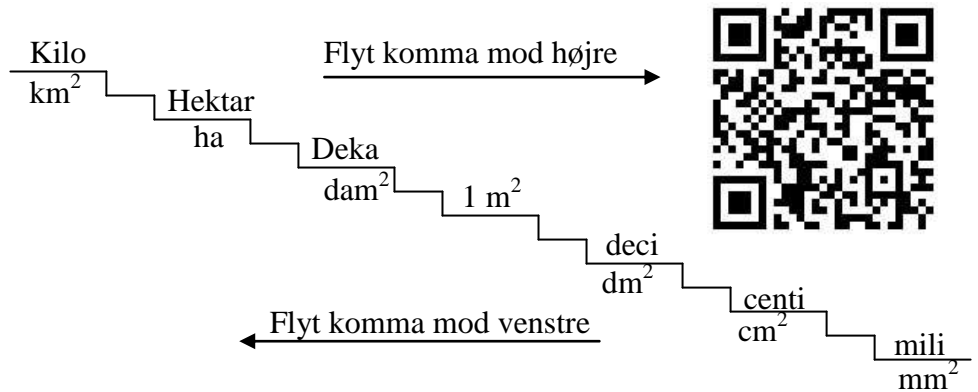 Kilo
km²
Flyt komma mod højre
Hektar
ha
Deka
dam²
1 m²
deci
dm²
centi
cm²
mili
mm²
Flyt komma mod venstre